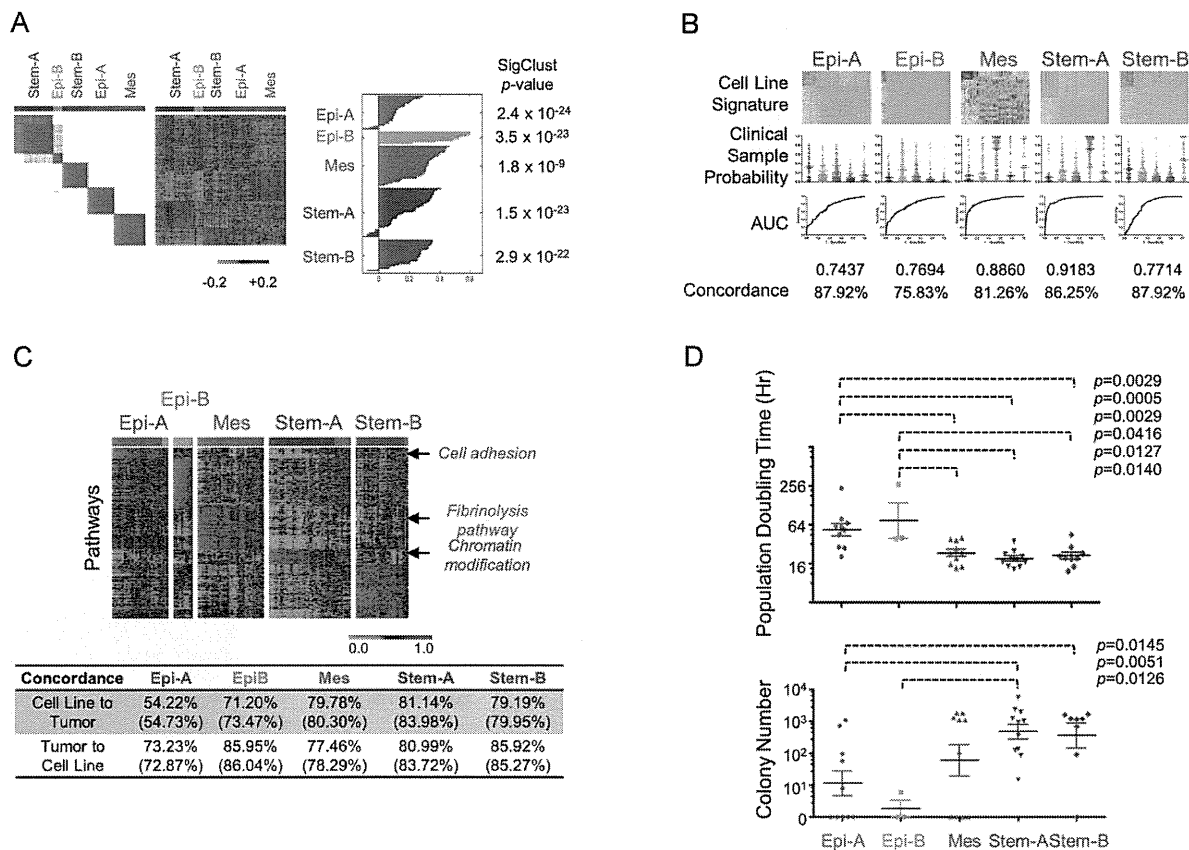 A
Stem-A
Epi-B
Stem-B
Epi-A
Mes
Stem-A
Epi-B
Stem-B
Epi-A
Mes
-0.2 +0.2
SigClust
p-value
Epi-A 2.4 x 10-24
Epi-B 3.5 x 10-23
Mes 1.8 x 10-9
Stem-A 1.5 x 10-23
Stem-B 2.9 x 10-22
B
Epi-A Epi-B Mes Stem-A Stem-B
Cell Line
Signature
Clinical
Sample
Probability
AUC
0.7437 0.7694 0.8860 0.9183 0.7714
Concordance 87.92% 75.83% 81.26% 86.25% 87.92%
C
Epi-A Epi-B Mes Stem-A Stem-B
Pathways
Cell adhesion
Fibrinolysis
pathway
Chromatin
modification
0.0 1.0
Concordance Epi-A EpiB Mes Stem-A Stem-B
Cell Line to 54.22% 71.20% 79.78% 81.14% 79.19%
Tumor (54.73%) (73.47%) (80.30%) (83.98%) (79.95%)
Tumor to 73.23% 85.95% 77.46% 80.99% 85.92%
Cell Line (72.87%) (86.04%) (78.29%) (83.72%) (85.27%)
D
Population Doubling Time (Hr)
256
64
16
p=0.0029
p=0.0005
p=0.0029
p=0.0416
p=0.0127
p=0.0140
Colony Number
104
103
102
101
0
p=0.0145
p=0.0051
p=0.0126
Epi-A Epi-B Mes Stem-A Stem-B